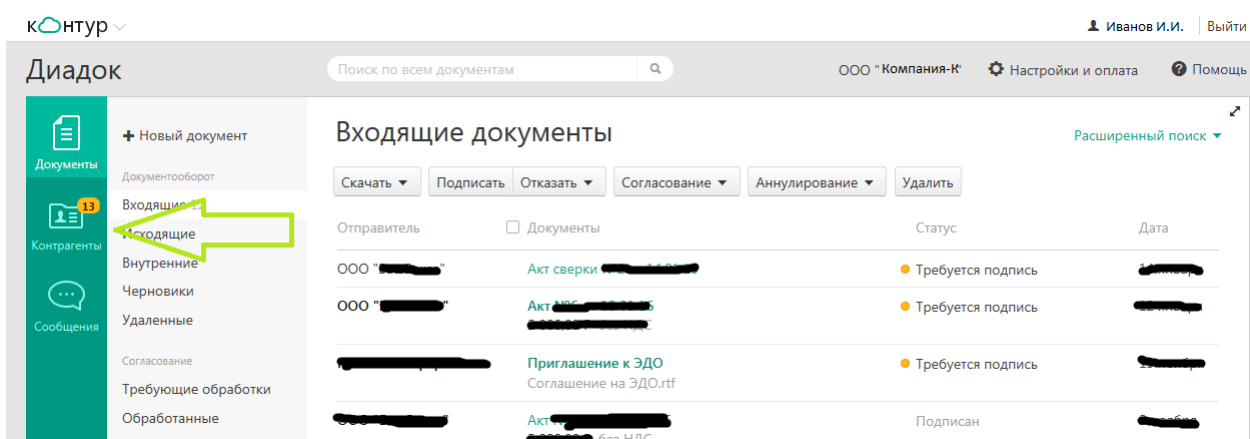 контур
Иванов И.И. Выйти
Диадок
Поиск по всем документам
ООО "Компания-К"
Настройки и оплата
Помощь
Документы
13
Контрагенты
Сообщения
+ Новый документ
Документооборот
Входящие
Исходящие
Внутренние
Черновики
Удаленные
Согласование
Требующие обработки
Обработанные
Входящие документы
Расширенный поиск
Скачать Подписать Отказать Согласование Аннулирование Удалить
Отправитель Документы Статус Дата
ООО " " Акт сверки Требуется подпись
ООО " " Акт Требуется подпись
Приглашение к ЭДО Требуется подпись
Соглашение на ЭДО.rtf
Акт Подписан
без НДС